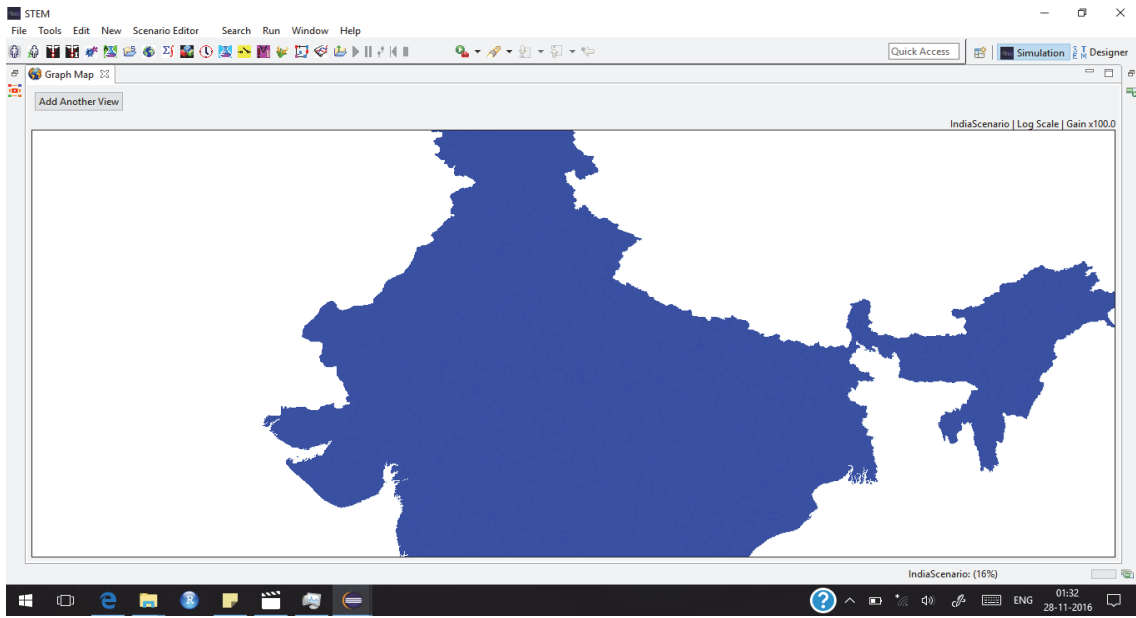 STEM
File Tools Edit New Scenario Editor Search Run Window Help
Quick Access Simulation Designer
Graph Map
Add Another View
IndiaScenario | Log Scale | Gain x100.0
IndiaScenario: (16%)
ENG 01:32
28-11-2016